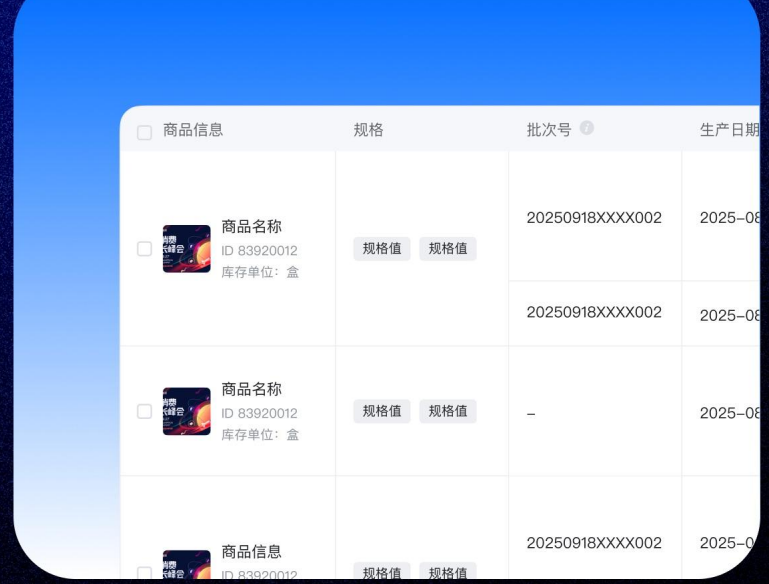 商品信息
规格
批次号
生产日期
商品名称
ID 83920012
库存单位：盒
规格值
规格值
20250918XXXX002
2025-08
20250918XXXX002
2025-08
商品名称
ID 83920012
库存单位：盒
规格值
规格值
-
2025-08
商品信息
ID 83920012
规格值
规格值
20250918XXXX002
2025-0